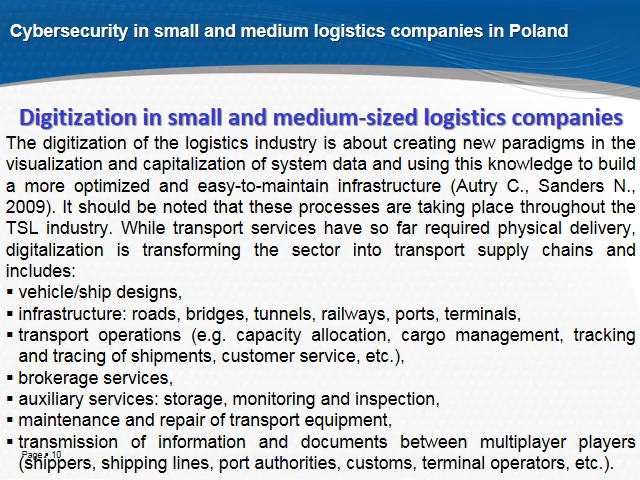 Cybersecurity in small and medium logistics companies in Poland
Digitization in small and medium-sized logistics companies
The digitization of the logistics industry is about creating new paradigms in the
visualization and capitalization of system data and using this knowledge to build
a more optimized and easy-to-maintain infrastructure (Autry C., Sanders N.,
2009). It should be noted that these processes are taking place throughout the
TSL industry. While transport services have so far required physical delivery,
digitalization is transforming the sector into transport supply chains and
includes:
▪ vehicle/ship designs,
▪ infrastructure: roads, bridges, tunnels, railways, ports, terminals,
▪ transport operations (e.g. capacity allocation, cargo management, tracking
and tracing of shipments, customer service, etc.),
▪ brokerage services,
▪ auxiliary services: storage, monitoring and inspection,
▪ maintenance and repair of transport equipment,
▪ transmission of information and documents between multiplayer players
Page ▪ 10
(shippers, shipping lines, port authorities, customs, terminal operators, etc.).